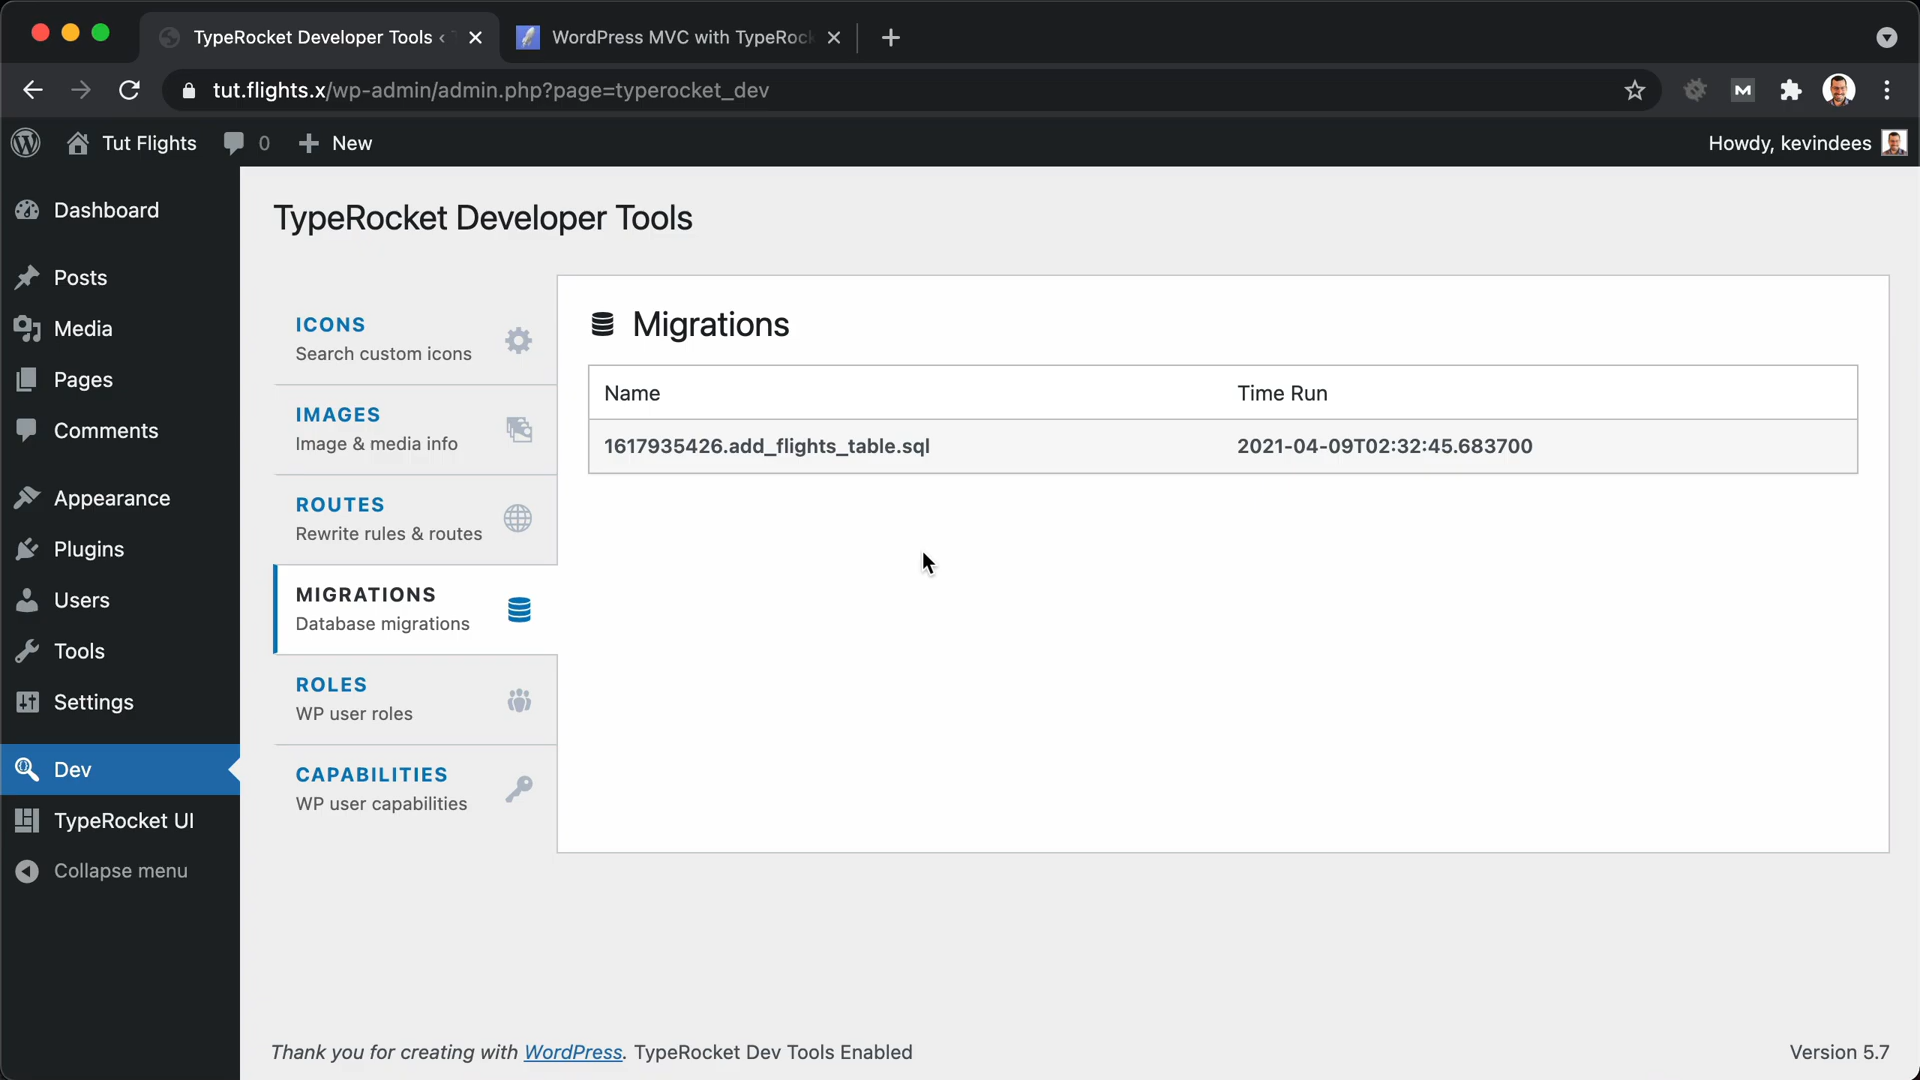 TypeRocket Developer Tools ‹
WordPress MVC with TypeRock
tut.flights.x/wp-admin/admin.php?page=typerocket_dev
Tut Flights
0
New
Howdy, kevindees
Dashboard
Posts
Media
Pages
Comments
Appearance
Plugins
Users
Tools
Settings
Dev
TypeRocket UI
Collapse menu
TypeRocket Developer Tools
ICONS
Search custom icons
IMAGES
Image & media info
ROUTES
Rewrite rules & routes
MIGRATIONS
Database migrations
ROLES
WP user roles
CAPABILITIES
WP user capabilities
Migrations
Name Time Run
1617935426.add_flights_table.sql 2021-04-09T02:32:45.683700
Thank you for creating with WordPress. TypeRocket Dev Tools Enabled
Version 5.7